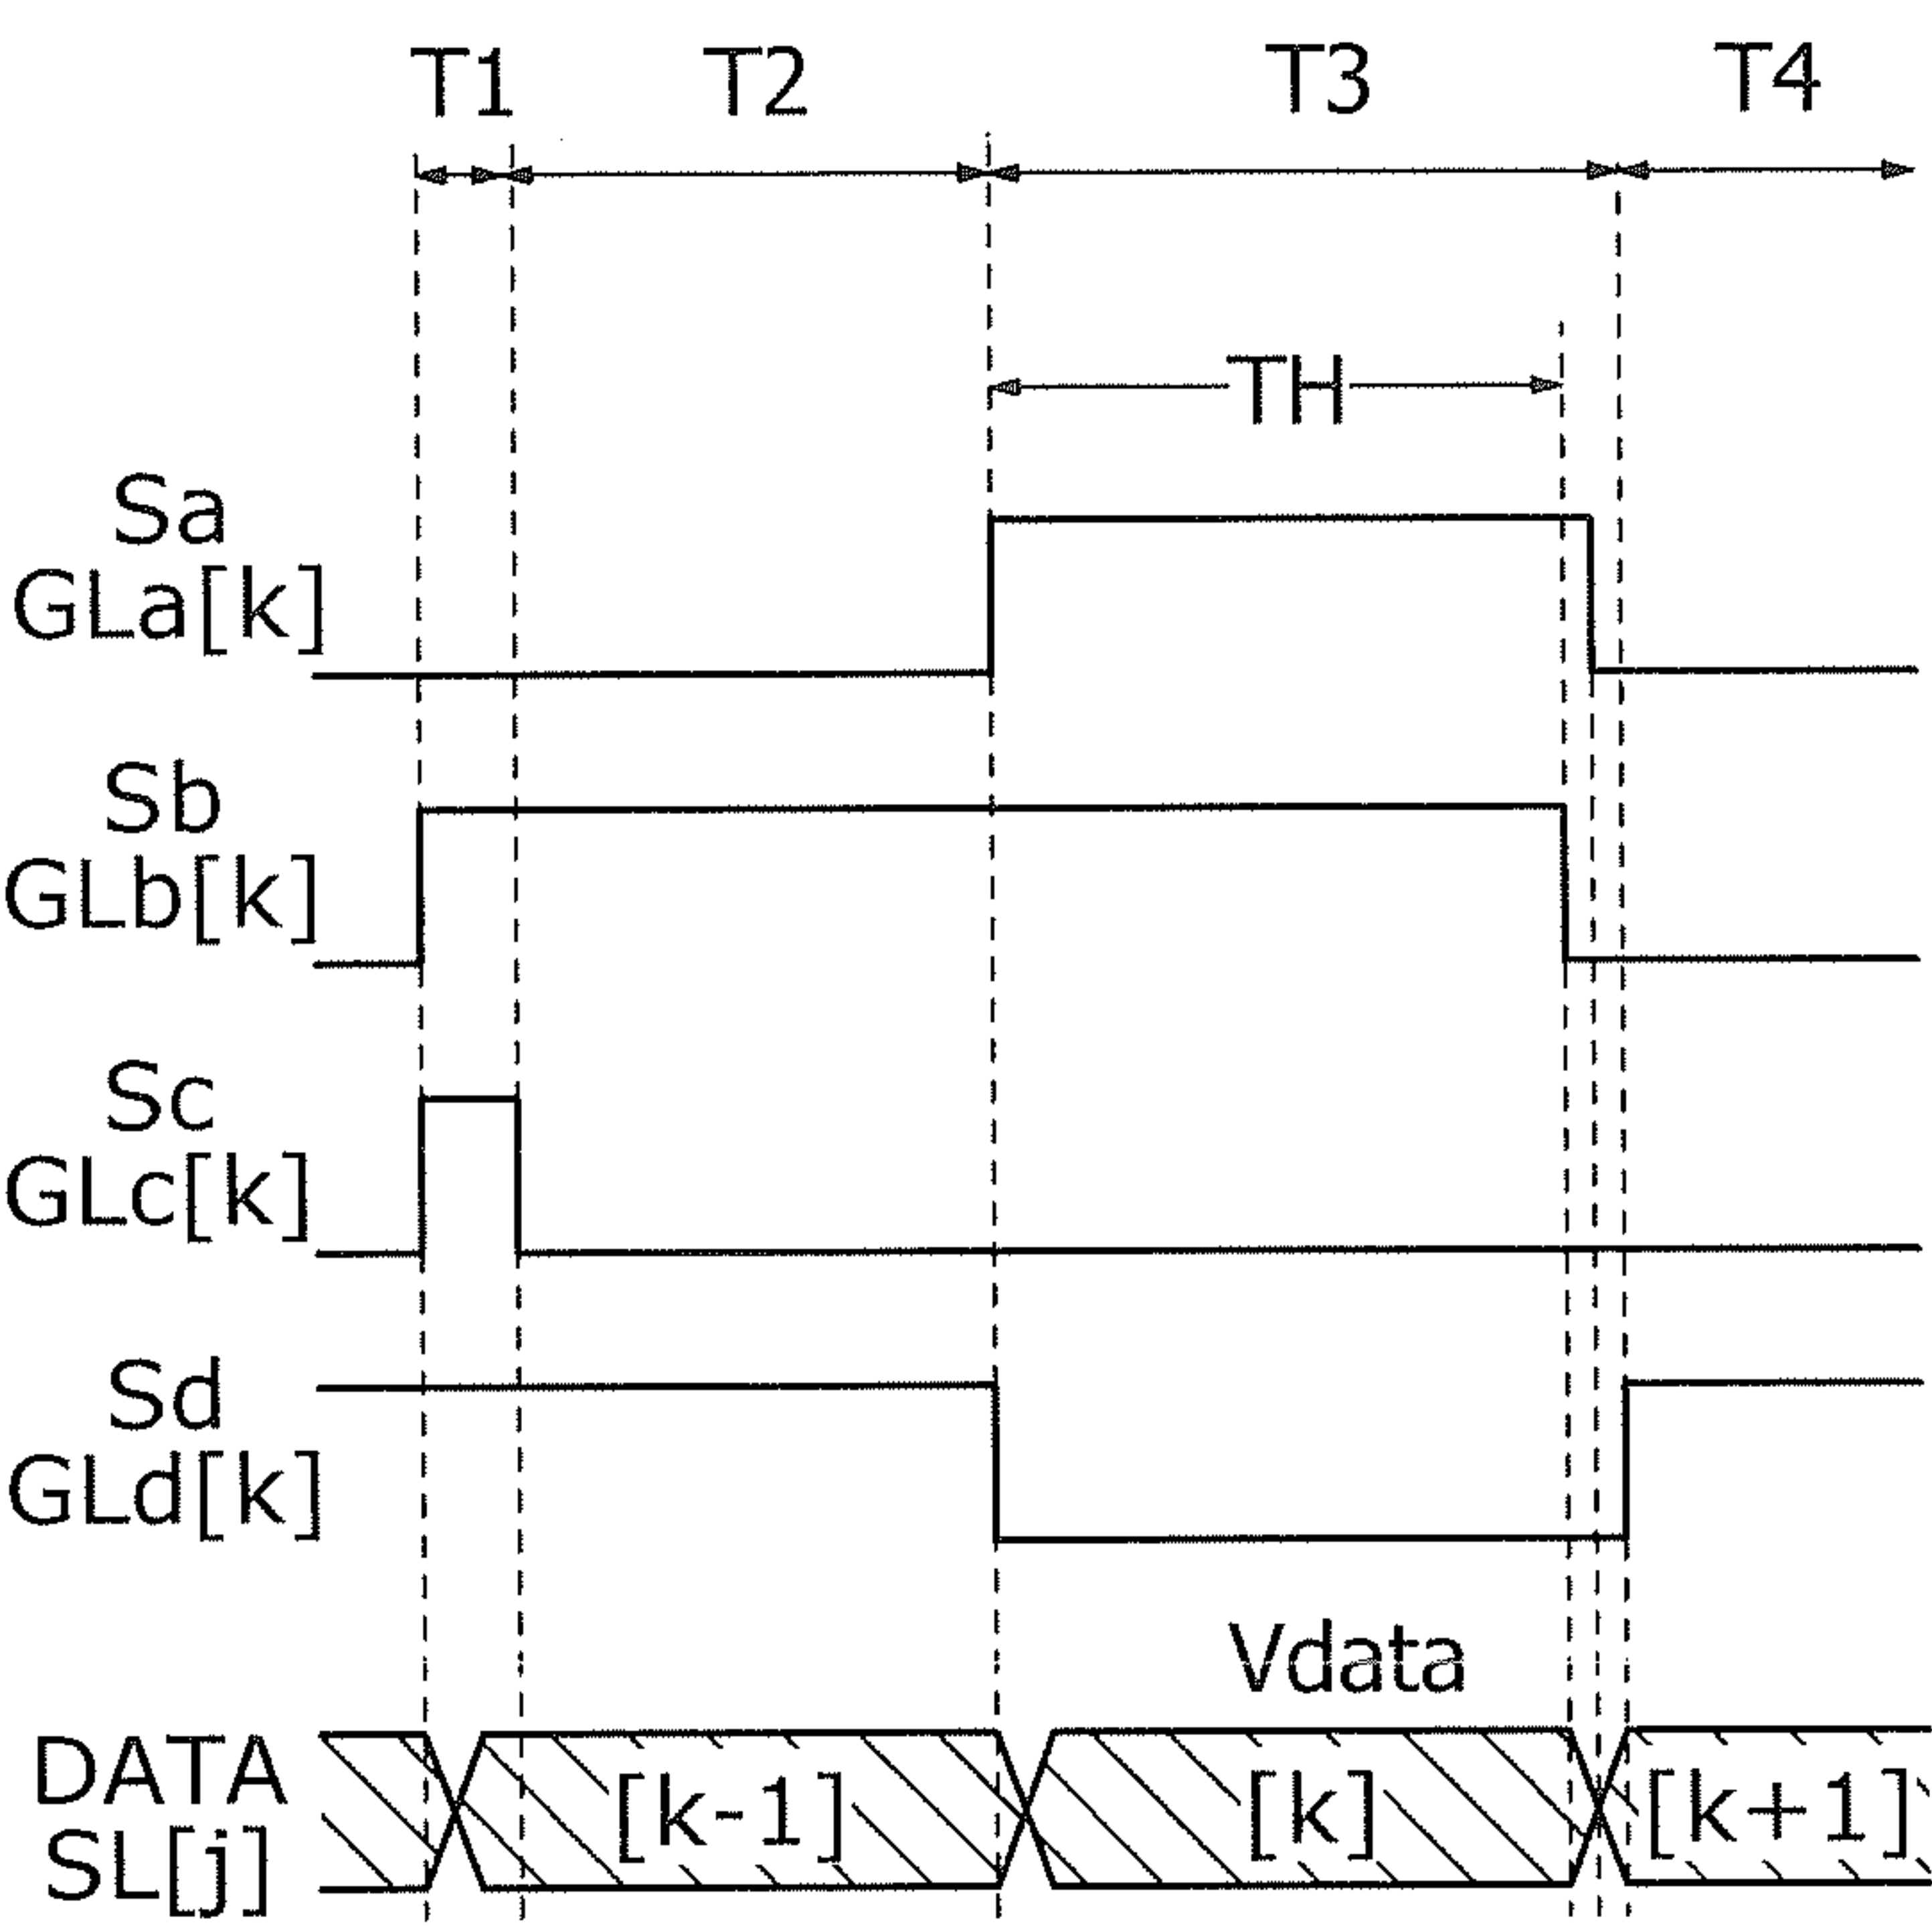 T1 T2 T3 T4
TH
Sa
GLa[k]
Sb
GLb[k]
Sc
GLc[k]
Sd
GLd[k]
Vdata
DATA
SL[j]
[k-1] [k] [k+1]